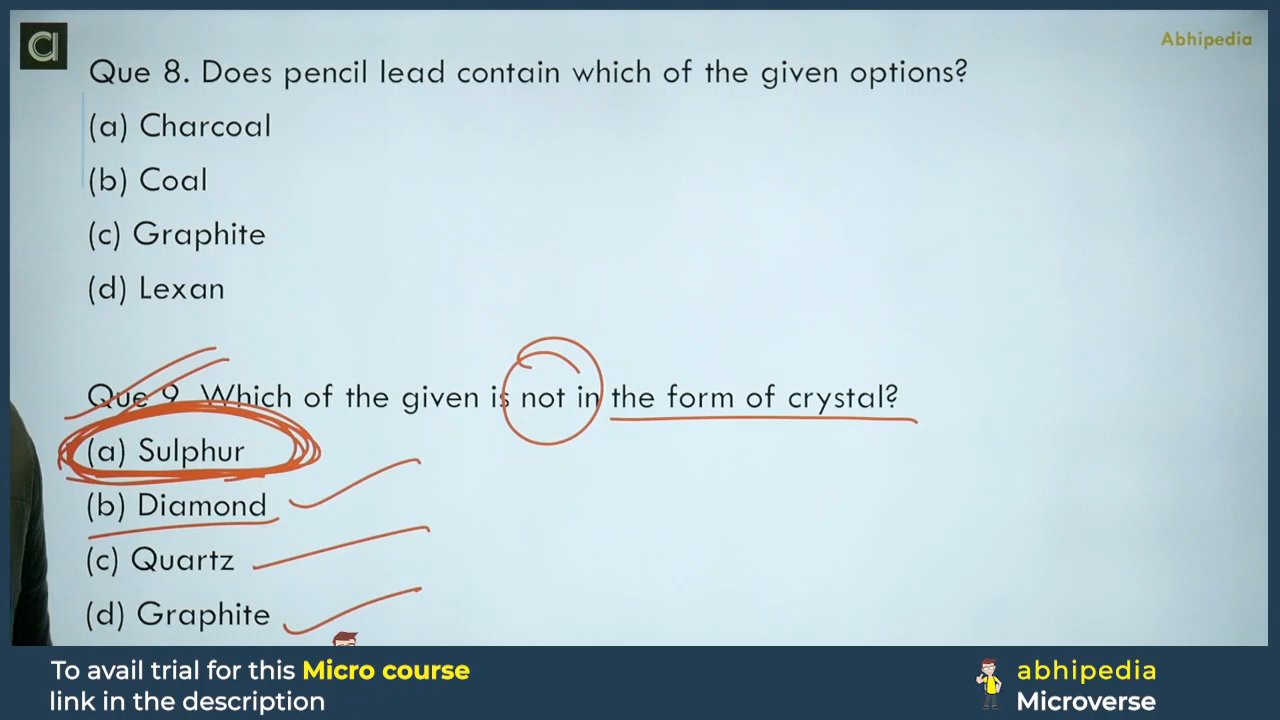 a
Abhipedia
Que 8. Does pencil lead contain which of the given options?
(a) Charcoal
(b) Coal
(c) Graphite
(d) Lexan
Que 9. Which of the given is not in the form of crystal?
(a) Sulphur
(b) Diamond
(c) Quartz
(d) Graphite
To avail trial for this Micro course
link in the description
abhipedia
Microverse